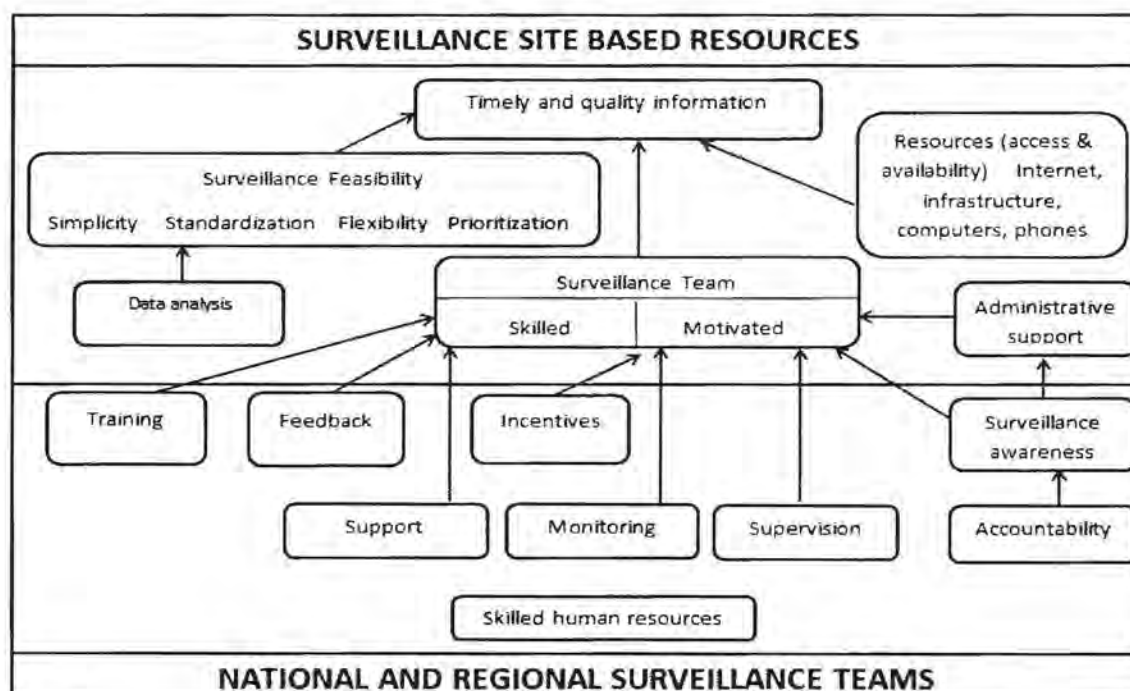 SURVEILLANCE SITE BASED RESOURCES
Timely and quality information
Resources (access &
availability) Internet,
infrastructure,
computers, phones
Surveillance Feasibility
Simplicity Standardization Flexibility Prioritization
Data analysis
Surveillance Team
Skilled Motivated
Administrative
support
Training
Feedback
Incentives
Surveillance
awareness
Support
Monitoring
Supervision
Accountability
Skilled human resources
NATIONAL AND REGIONAL SURVEILLANCE TEAMS